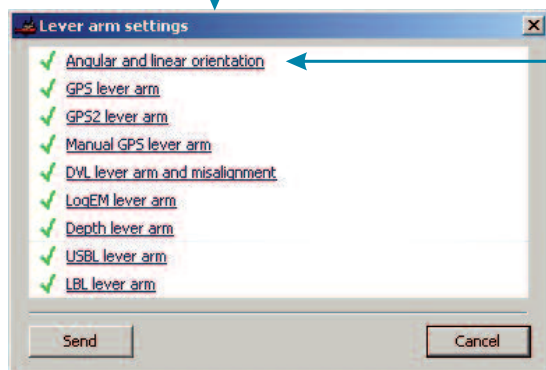 Lever arm settings
Angular and linear orientation
GPS lever arm
GPS2 lever arm
Manual GPS lever arm
DVL lever arm and misalignment
LogEM lever arm
Depth lever arm
USBL lever arm
LBL lever arm
Send Cancel